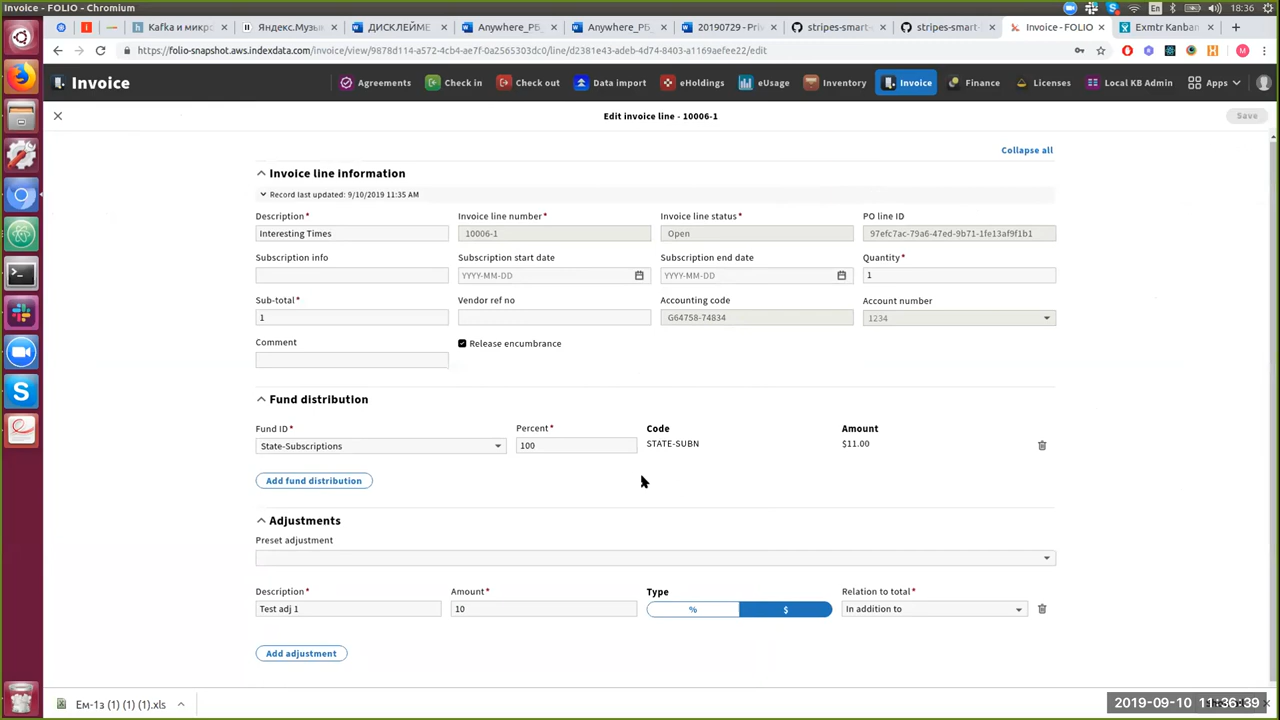 Invoice - FOLIO - Chromium
En
18:36
Kafka и микро
Яндекс.Музы
ДИ:СКЛЕЕ
Anywhere_РБ_
Anywhere_РБ_
20190729 - Pri
stripes-smart-
stripes-smart-
Invoice - FOLIO
Exmtr Kanban
https://folio-snapshot.aws.indexdata.com/invoice/view/9878d114-a572-4cb4-ae7f-0a2565303dc0/line/d2381e43-adeb-4d74-8403-a1169aefee22/edit
Invoice
Agreements
Check in
Check out
Data import
eHoldings
eUsage
Inventory
Invoice
Finance
Licenses
Local KB Admin
Apps
Edit invoice line - 10006-1
Save
Collapse all
Invoice line information
Record last updated: 9/10/2019 11:35 AM
Description* Invoice line number* Invoice line status* PO line ID
Interesting Times 10006-1 Open 97efc7ac-79a6-47ed-9b71-1fe13af9f1b1
Subscription info Subscription start date Subscription end date Quantity*
YYYY-MM-DD YYYY-MM-DD 1
Sub-total* Vendor ref no Accounting code Account number
1 G64758-74834 1234
Comment
Release encumbrance
Fund distribution
Fund ID* Percent* Code Amount
State-Subscriptions 100 STATE-SUBN $11.00
Add fund distribution
Adjustments
Preset adjustment
Description* Amount* Type Relation to total*
Test adj 1 10 % $ In addition to
Add adjustment
Ем-1з (1) (1) (1).xls
2019-09-10 11:36:39